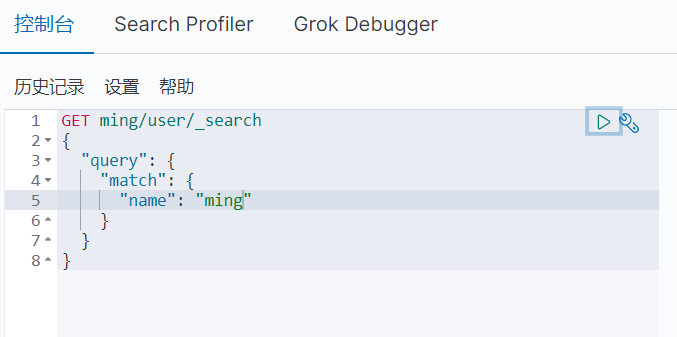 控制台 Search Profiler Grok Debugger
历史记录 设置 帮助
1 GET ming/user/_search
2 {
3 "query": {
4 "match": {
5 "name": "ming"
6 }
7 }
8 }